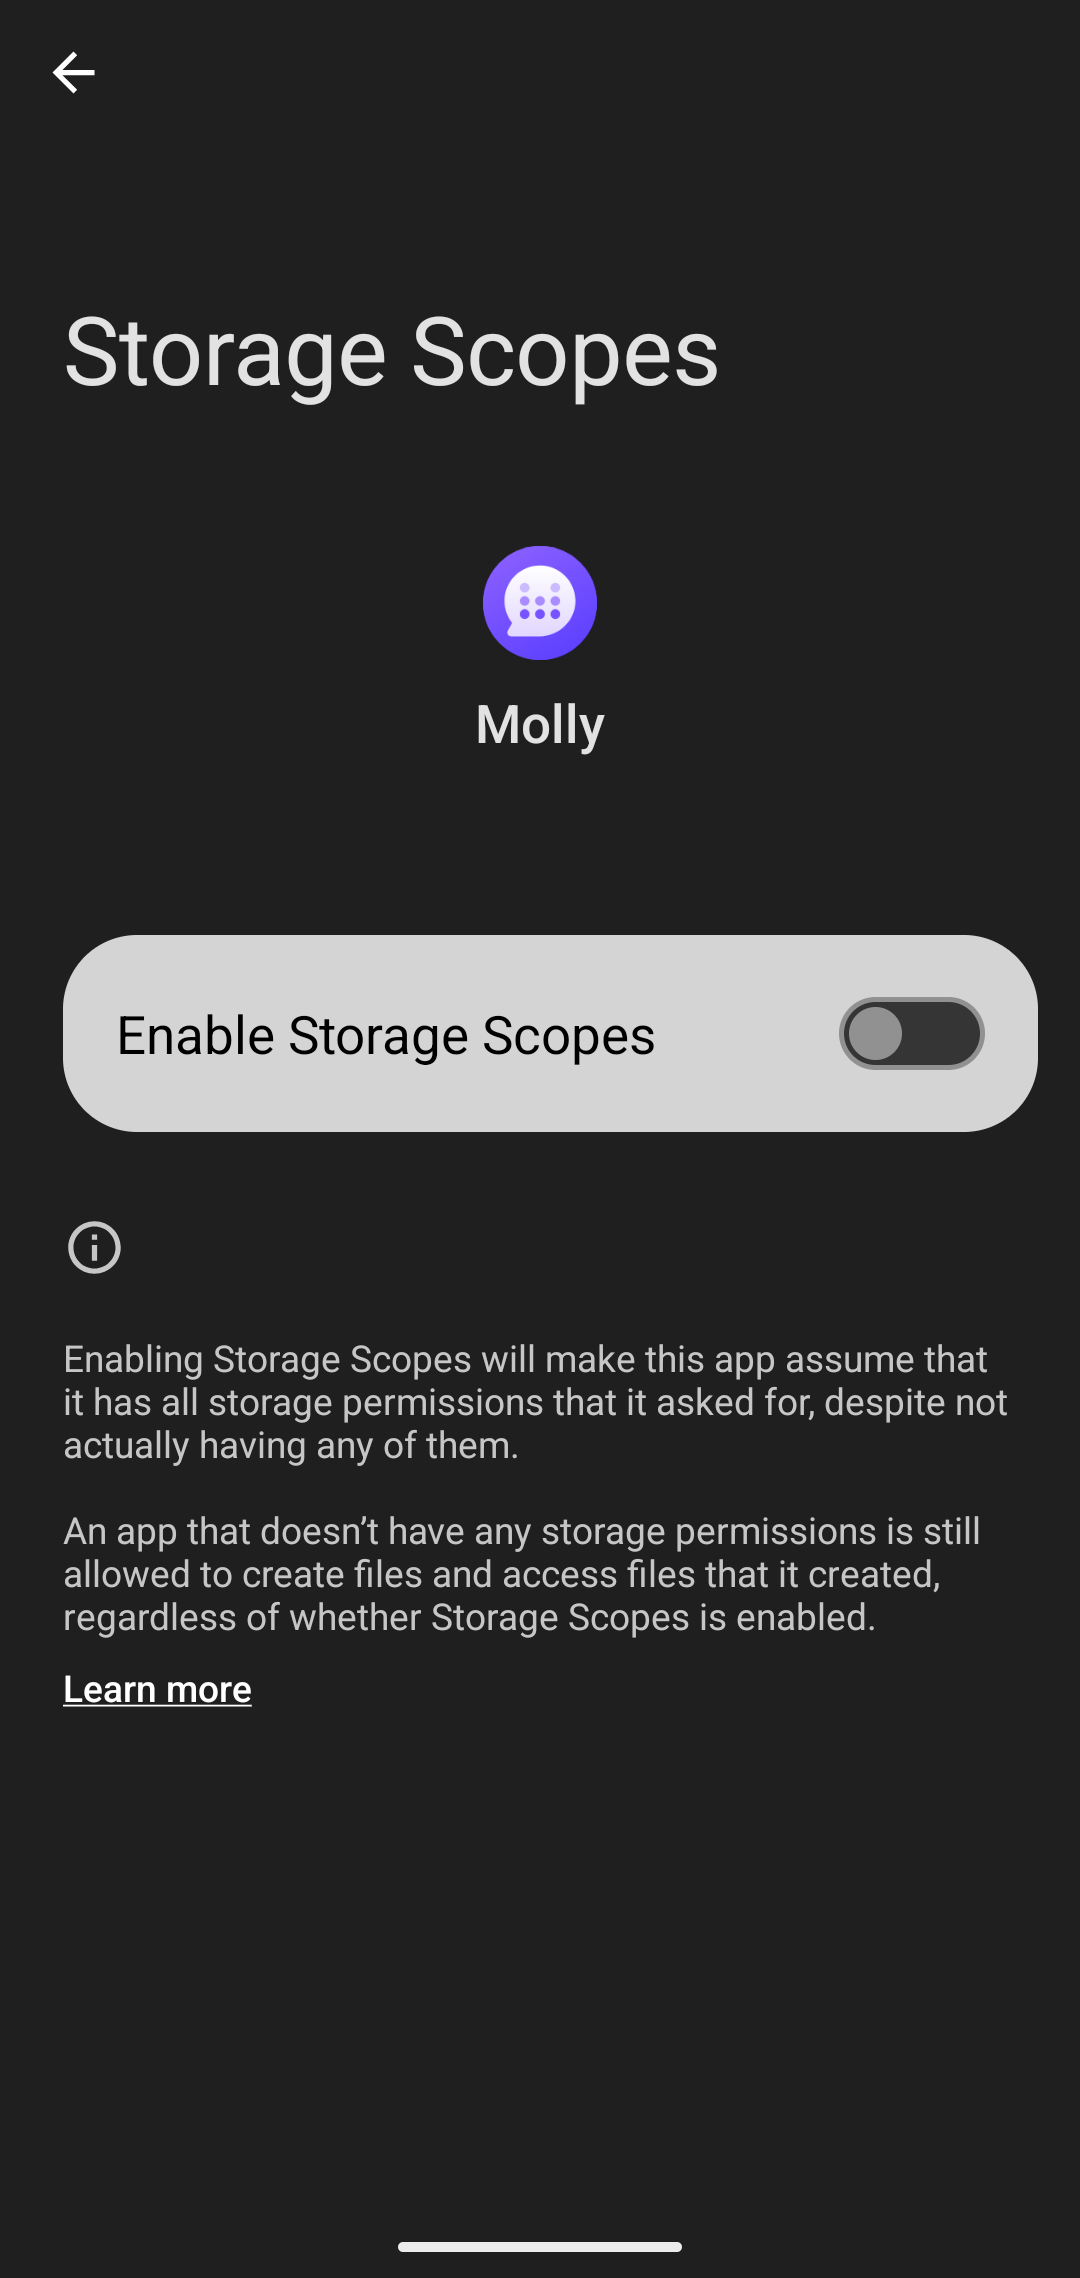 Storage Scopes
Molly
Enable Storage Scopes
Enabling Storage Scopes will make this app assume that
it has all storage permissions that it asked for, despite not
actually having any of them.
An app that doesn’t have any storage permissions is still
allowed to create files and access files that it created,
regardless of whether Storage Scopes is enabled.
Learn more